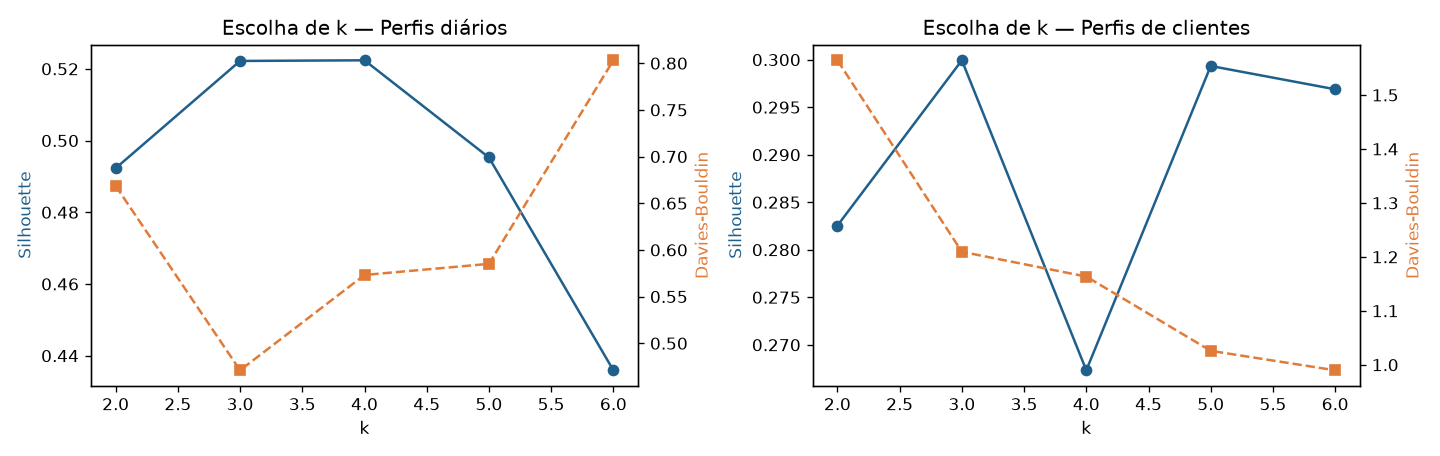 Escolha de k — Perfis diários
0.52
0.50
0.48
0.46
0.44
Silhouette
0.80
0.75
0.70
0.65
0.60
0.55
0.50
Davies-Bouldin
2.0 2.5 3.0 3.5 4.0 4.5 5.0 5.5 6.0
k
Escolha de k — Perfis de clientes
0.300
0.295
0.290
0.285
0.280
0.275
0.270
Silhouette
1.5
1.4
1.3
1.2
1.1
1.0
Davies-Bouldin
2.0 2.5 3.0 3.5 4.0 4.5 5.0 5.5 6.0
k